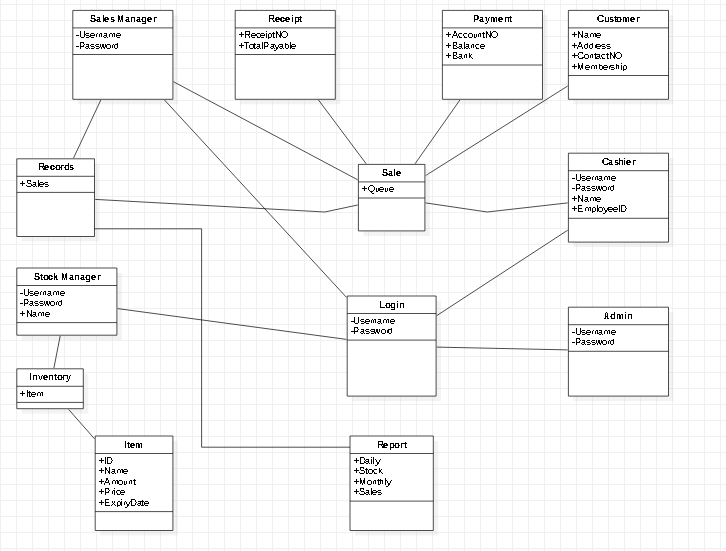 Sales Manager
-Username
-Password
Receipt
+ReceiptNO
+TotalPayable
Payment
+AccountNO
+Balance
+Bank
Customer
+Name
+Address
+ContactNO
+Membership
Records
+Sales
Sale
+Queue
Cashier
-Username
-Password
+Name
+EmployeeID
Stock Manager
-Username
-Password
+Name
Login
-Username
-Password
Admin
-Username
-Password
Inventory
+Item
Item
+ID
+Name
+Amount
+Price
+ExpiryDate
Report
+Daily
+Stock
+Monthly
+Sales